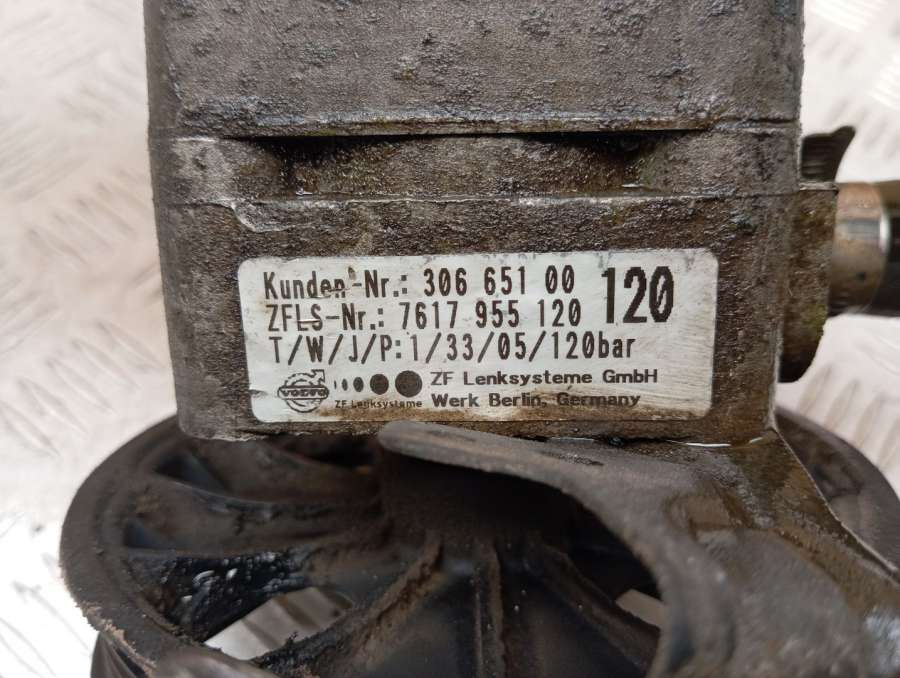 Kunden-Nr.: 306 651 00 120
ZFLS-Nr.: 7617 955 120
T/W/J/P: 1/33/05/120bar
VOLVO ZF Lenksysteme ZF Lenksysteme GmbH
Werk Berlin, Germany